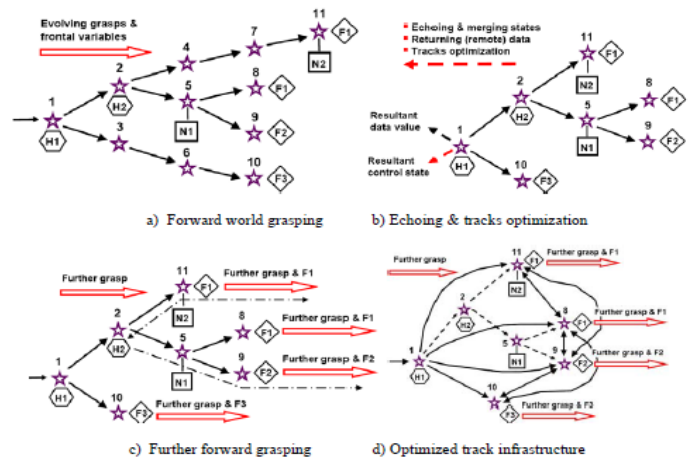 Evolving grasps &
frontal variables
11
F1
7
4
N2
2
8
H2
5
F1
1
H1
N1
9
F2
3
6
10
F3
a) Forward world grasping
Echoing & merging states
Returning (remote) data
Tracks optimization
11
F1
N2
2
8
H2
5
F1
Resultant
data value
1
H1
N1
9
F2
Resultant
control state
10
F3
b) Echoing & tracks optimization
Further grasp
11
Further grasp & F1
F1
N2
2
8
Further grasp & F1
H2
5
F1
1
H1
N1
9
Further grasp & F2
F2
10
F3
Further grasp & F3
c) Further forward grasping
Further grasp
11
Further grasp & F1
F1
N2
2
H2
8
Further grasp & F1
F1
5
N1
9
Further grasp & F2
F2
1
H1
10
F3
Further grasp & F3
d) Optimized track infrastructure